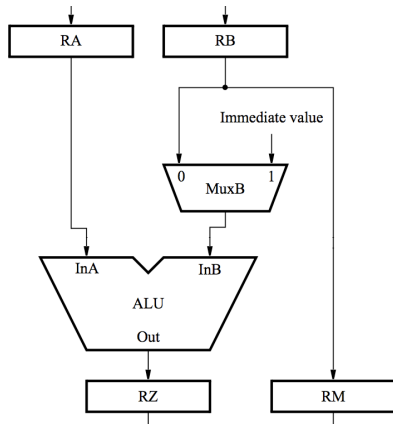 RA
RB
Immediate value
0
1
MuxB
InA
InB
ALU
Out
RZ
RM